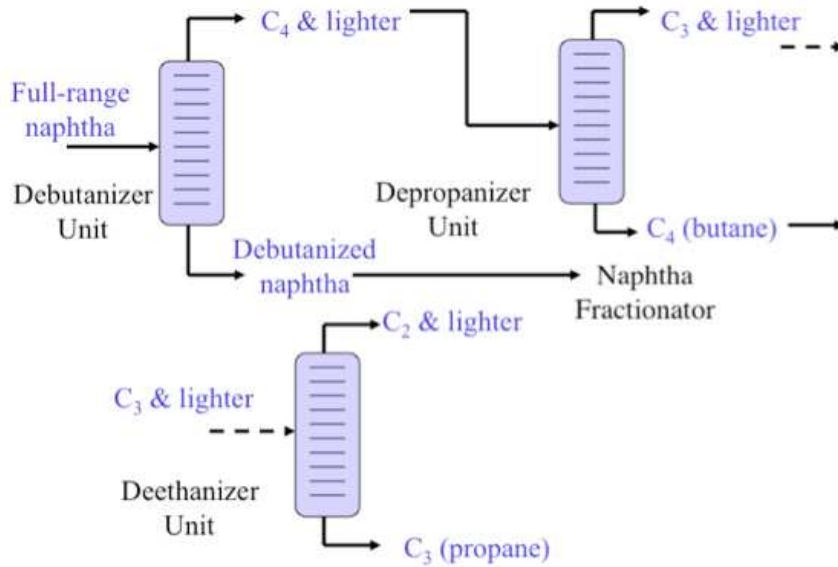 C₄ & lighter
C₃ & lighter
Full-range
naphtha
Debutanizer
Unit
Depropanizer
Unit
C₄ (butane)
Debutanized
naphtha
Naphtha
Fractionator
C₂ & lighter
C₃ & lighter
Deethanizer
Unit
C₃ (propane)